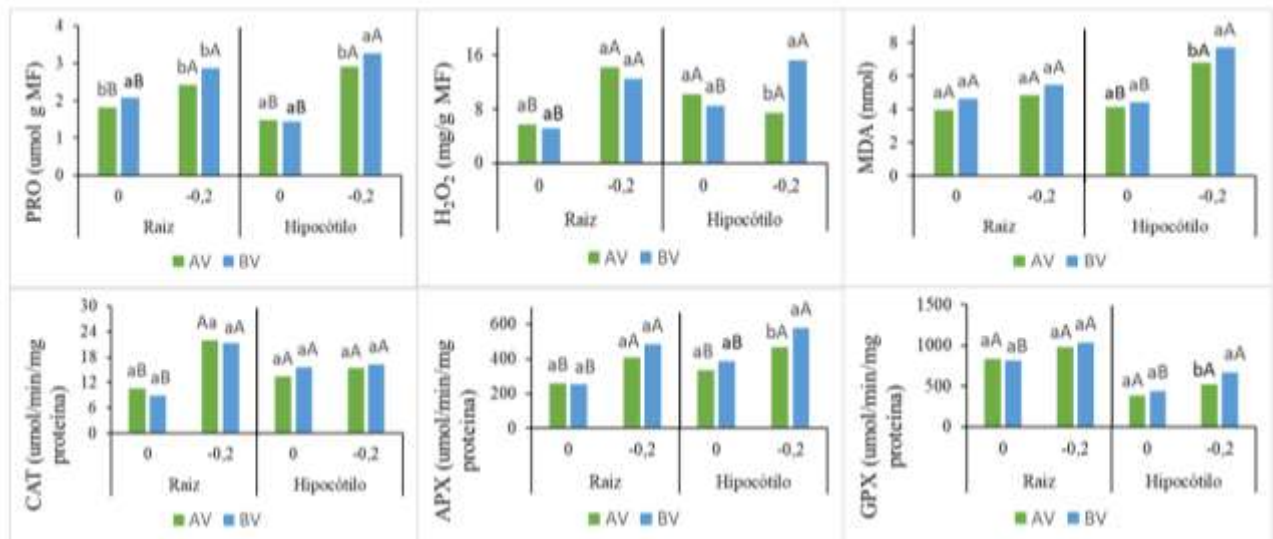 PRO (umol g MF)
4
3
2
1
0
bB aB bA bA aB aB bA aA
0 -0,2 0 -0,2
Raiz Hipocótilo
AV BV
H₂O₂ (mg/g MF)
16
8
0
aB aB aA aA aA aB bA aA
0 -0,2 0 -0,2
Raiz Hipocótilo
AV BV
MDA (nmol)
8
6
4
2
0
aA aA aA aA aB aB bA aA
0 -0,2 0 -0,2
Raiz Hipocótilo
AV BV
CAT (umol/min/mg
proteina)
30
24
18
12
6
0
aB aB Aa aA aA aA aA aA
0 -0,2 0 -0,2
Raiz Hipocótilo
AV BV
APX (umol/min/mg
proteina)
600
400
200
0
aB aB aA aA aB aB bA aA
0 -0,2 0 -0,2
Raiz Hipocótilo
AV BV
GPX (umol/min/mg
proteina)
1500
1000
500
0
aA aB aA aA aA aB bA aA
0 -0,2 0 -0,2
Raiz Hipocótilo
AV BV